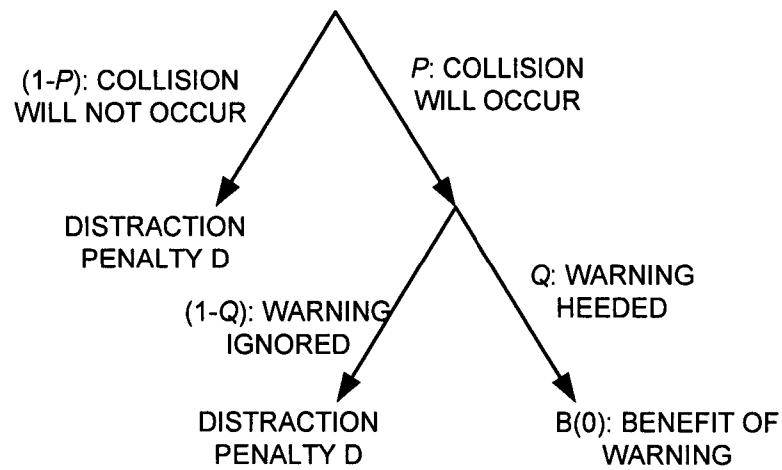 (1-P): COLLISION
WILL NOT OCCUR
P: COLLISION
WILL OCCUR
DISTRACTION
PENALTY D
(1-Q): WARNING
IGNORED
Q: WARNING
HEEDED
DISTRACTION
PENALTY D
B(0): BENEFIT OF
WARNING